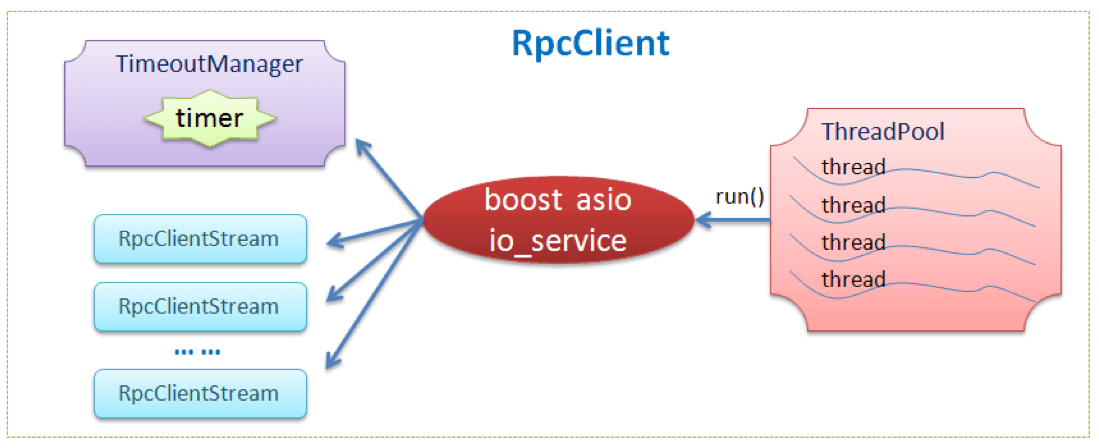 RpcClient
TimeoutManager
timer
RpcClientStream
RpcClientStream
... ...
RpcClientStream
boost asio
io_service
run()
ThreadPool
thread
thread
thread
thread